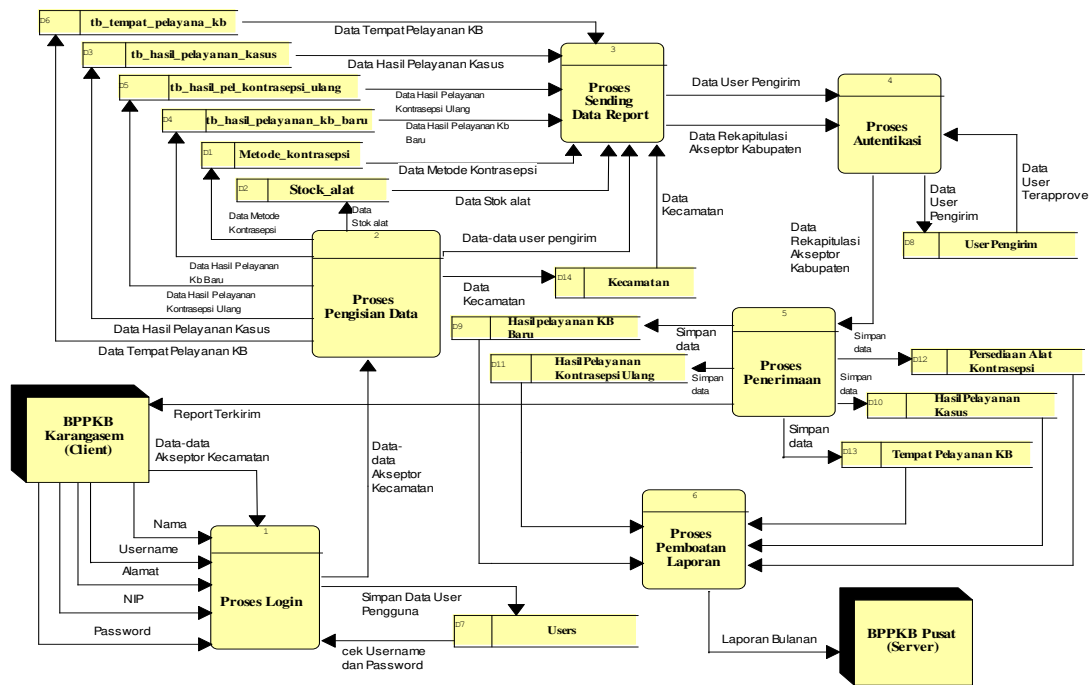 D6
tb_tempat_pelayana_kb
Data Tempat Pelayanan KB
D3
tb_hasil_pelayanan_kasus
Data Hasil Pelayanan Kasus
D5
tb_hasil_pel_kontrasepsi_ulang
Data Hasil Pelayanan
Kontrasepsi Ulang
D4
tb_hasil_pelayanan_kb_baru
Data Hasil Pelayanan Kb
Baru
D1
Metode_kontrasepsi
Data Metode Kontrasepsi
D2
Stock_alat
Data Stok alat
3
Proses
Sending
Data Report
Data User Pengirim
Data Rekapitulasi
Akseptor Kabupaten
4
Proses
Autentikasi
Data
User
Terapprove
Data
User
Pengirim
D8
User Pengirim
Data
Rekapitulasi
Akseptor
Kabupaten
Data
Kecamatan
Data Metode
Kontrasepsi
Data
Stok alat
2
Proses
Pengisian Data
Data-data user pengirim
D14
Kecamatan
Data
Kecamatan
Data Hasil Pelayanan
Kb Baru
Data Hasil Pelayanan
Kontrasepsi Ulang
Data Hasil Pelayanan Kasus
Data Tempat Pelayanan KB
D9
Hasil pelayanan KB
Baru
Simpan
data
D11
Hasil Pelayanan
Kontrasepsi Ulang
Simpan
data
5
Proses
Penerimaan
Simpan
data
D12
Persediaan Alat
Kontrasepsi
Simpan
data
D10
Hasil Pelayanan
Kasus
Simpan
data
D13
Tempat Pelayanan KB
Report Terkirim
BPPKB
Karangasem
(Client)
Data-data
Akseptor Kecamatan
Data-
data
Akseptor
Kecamatan
Nama
Username
Alamat
NIP
Password
1
Proses Login
Simpan Data User
Pengguna
D7
Users
cek Username
dan Password
6
Proses
Pemboatan
Laporan
Laporan Bulanan
BPPKB Pusat
(Server)